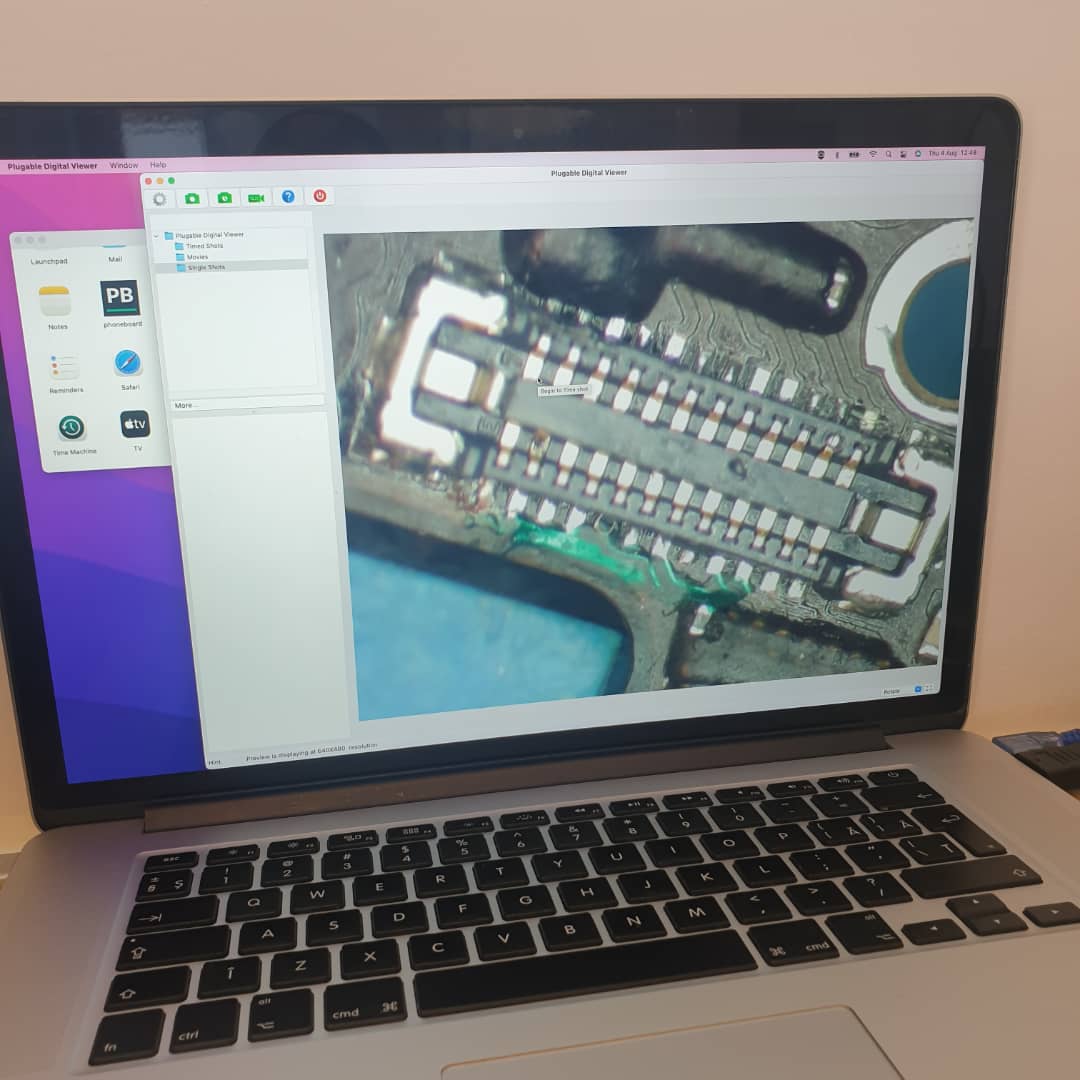 Plugable Digital Viewer Window Help
Thu 4 Aug 12:46
Plugable Digital Viewer
Plugable Digital Viewer
Timed Shots
Movies
Single Shots
Launchpad Mail
PB
Notes phoneboard
Reminders Safari
tv
Time Machine TV
More...
Begin to Time shot
Rotate
Hint: Preview is displaying at 640X480 resolution
esc
± § ! 1 @ 2 # 3 $ 4 % 5 ^ 6 & 7 * 8 ( 9 ) 0 _ - + =
Q W E R T Y U I O P { [ Ă } ] Â
A S D F G H J K L : ; " ' | \ Ț
Î Z X C V B N M < , > . ? /
fn ctrl alt cmd ⌘ ⌘ cmd alt